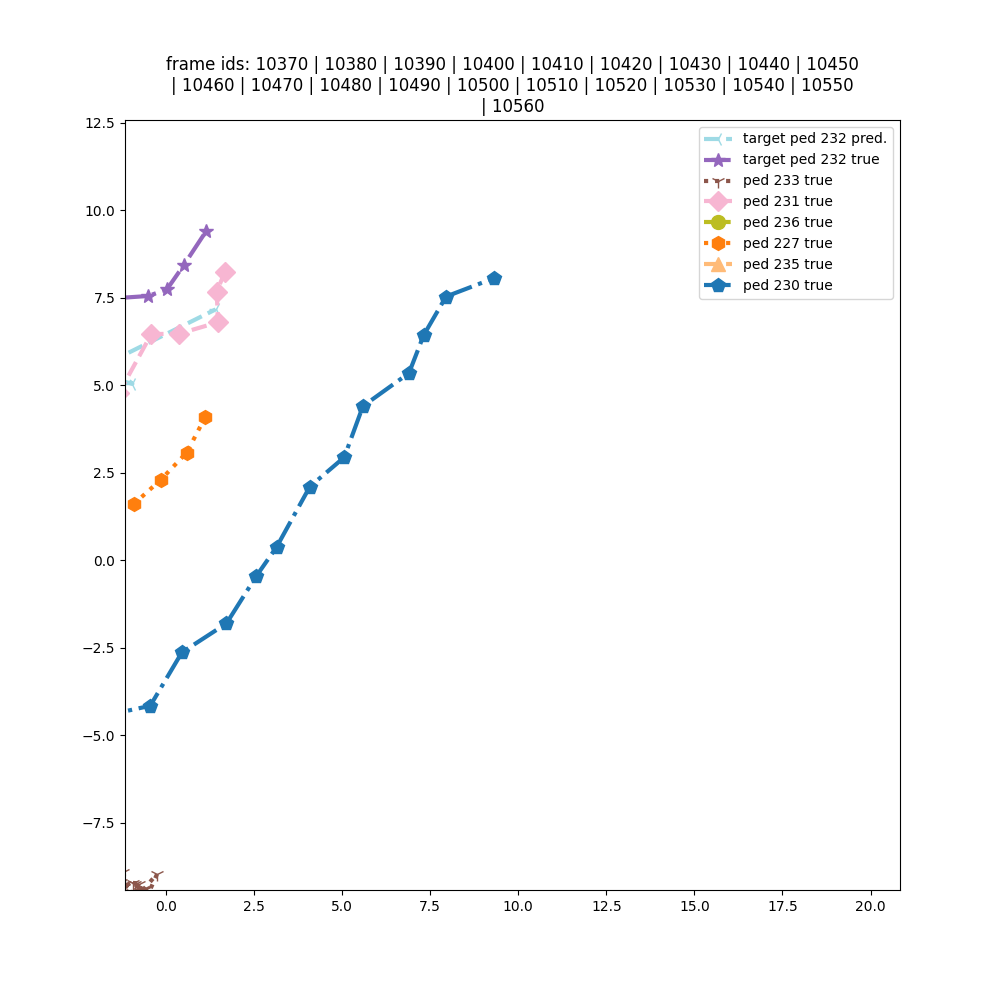 frame ids: 10370 | 10380 | 10390 | 10400 | 10410 | 10420 | 10430 | 10440 | 10450
| 10460 | 10470 | 10480 | 10490 | 10500 | 10510 | 10520 | 10530 | 10540 | 10550
| 10560
target ped 232 pred.
target ped 232 true
ped 233 true
ped 231 true
ped 236 true
ped 227 true
ped 235 true
ped 230 true
12.5
10.0
7.5
5.0
2.5
0.0
−2.5
−5.0
−7.5
0.0 2.5 5.0 7.5 10.0 12.5 15.0 17.5 20.0